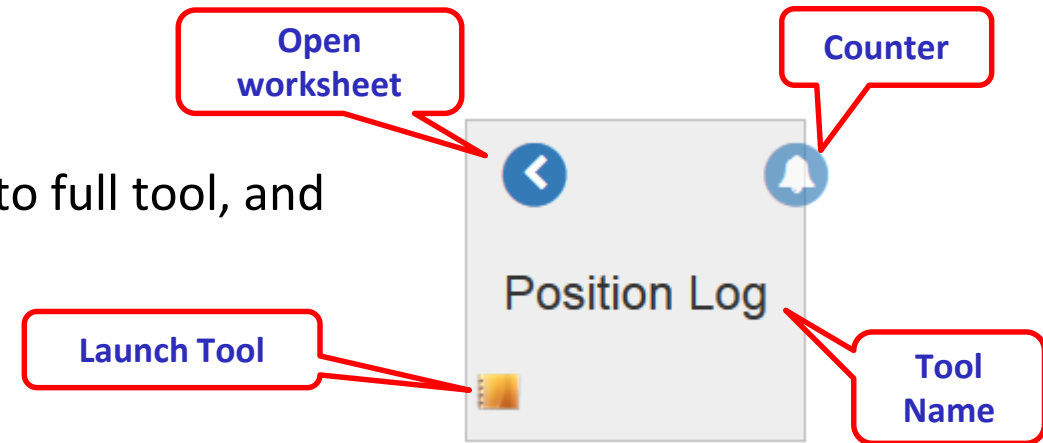 Open
worksheet
Counter
to full tool, and
Position Log
Launch Tool
Tool
Name